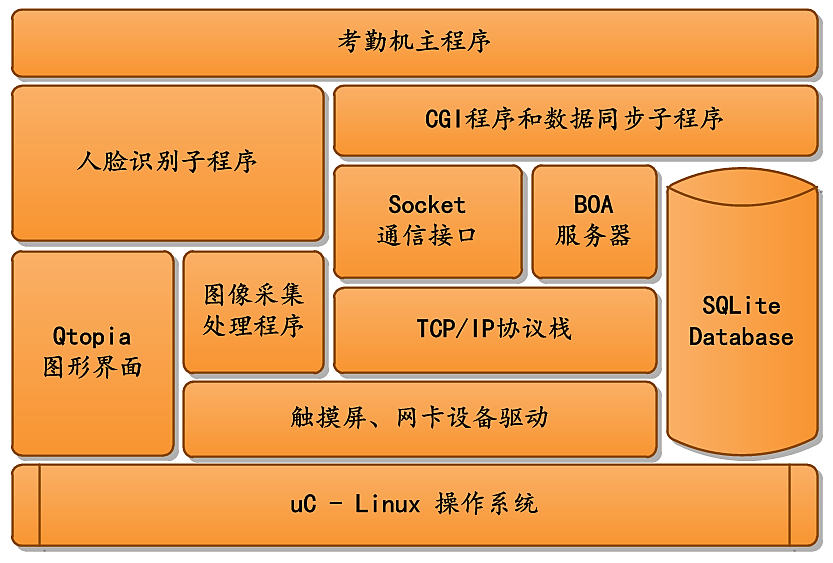 考勤机主程序
人脸识别子程序
CGI程序和数据同步子程序
Socket
通信接口
BOA
服务器
Qtopia
图形界面
图像采集
处理程序
TCP/IP协议栈
SQLite
Database
触摸屏、网卡设备驱动
uC - Linux 操作系统